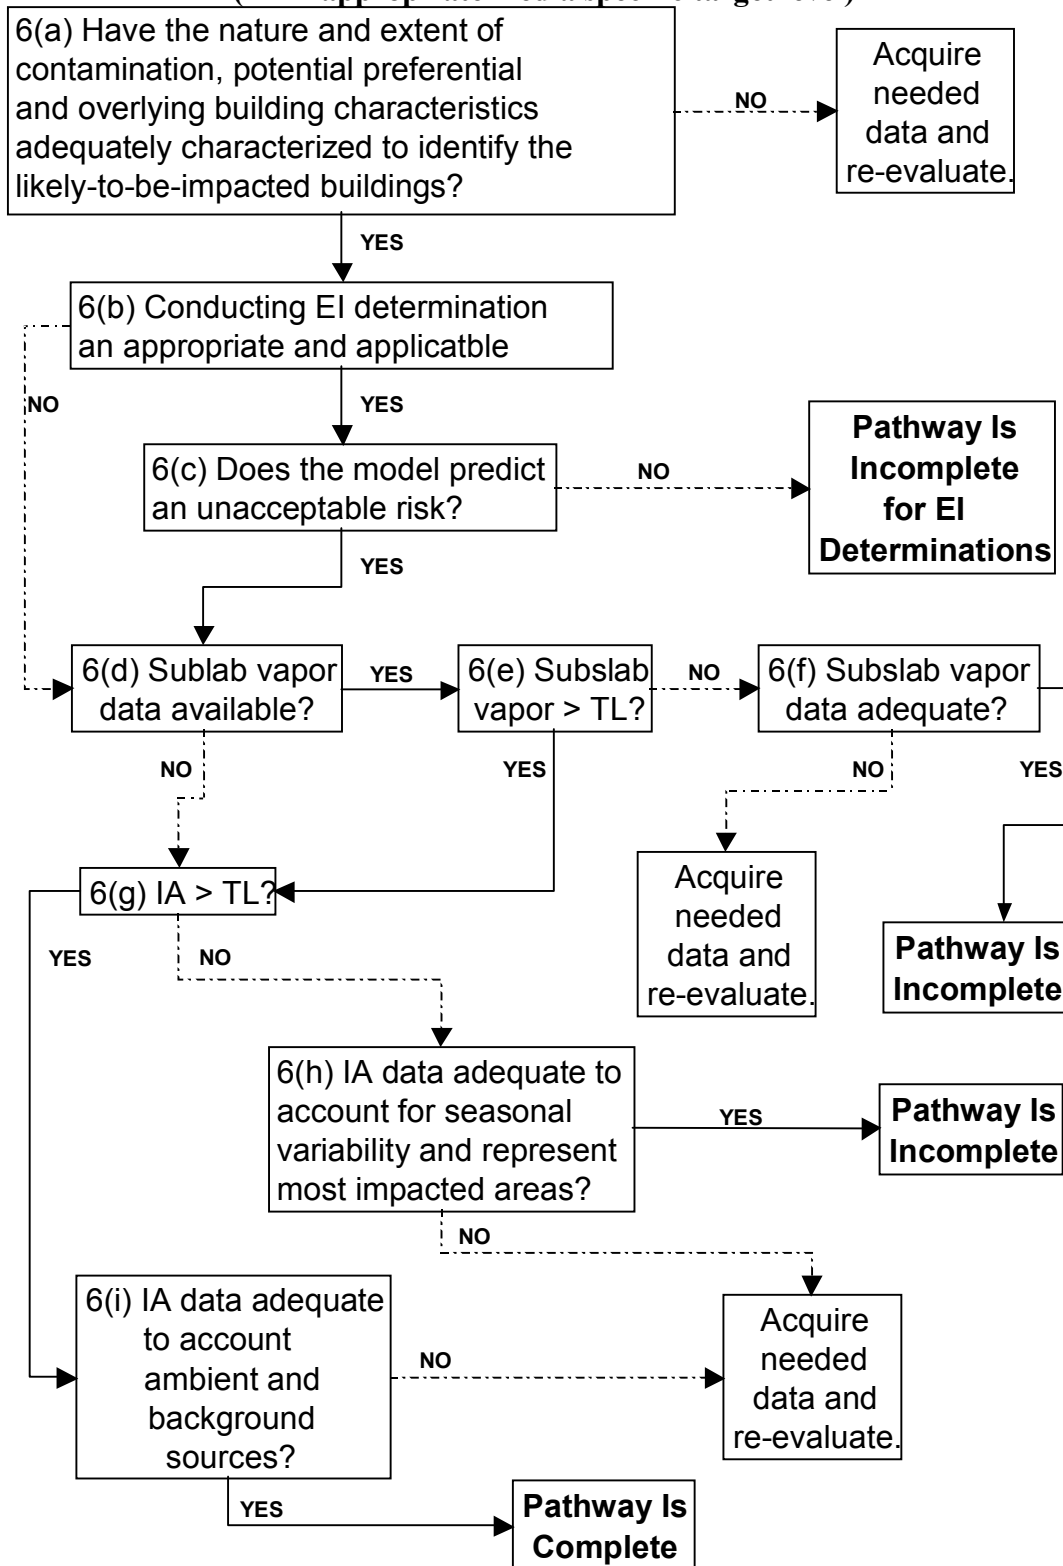 6(a) Have the nature and extent of
contamination, potential preferential
and overlying building characteristics
adequately characterized to identify the
likely-to-be-impacted buildings?
NO
Acquire
needed
data and
re-evaluate.
YES
6(b) Conducting EI determination
an appropriate and applicatble
NO
YES
6(c) Does the model predict
an unacceptable risk?
NO
Pathway Is
Incomplete
for EI
Determinations
YES
6(d) Sublab vapor
data available?
YES
6(e) Subslab
vapor > TL?
NO
6(f) Subslab vapor
data adequate?
NO
YES
NO
YES
6(g) IA > TL?
Acquire
needed
data and
re-evaluate.
Pathway Is
Incomplete
YES
NO
6(h) IA data adequate to
account for seasonal
variability and represent
most impacted areas?
YES
Pathway Is
Incomplete
NO
6(i) IA data adequate
to account
ambient and
background
sources?
NO
Acquire
needed
data and
re-evaluate.
YES
Pathway Is
Complete